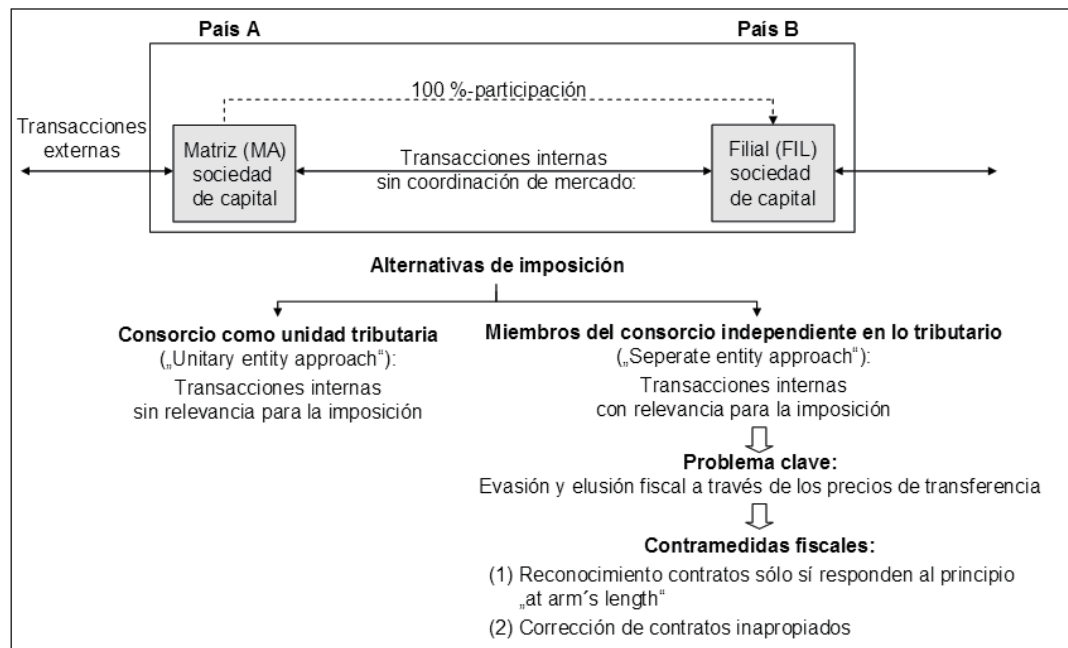 País A
País B
100 %-participación
Transacciones
externas
Matriz (MA)
sociedad
de capital
Transacciones internas
sin coordinación de mercado:
Filial (FIL)
sociedad
de capital
Alternativas de imposición
Consorcio como unidad tributaria
(„Unitary entity approach“):
Transacciones internas
sin relevancia para la imposición
Miembros del consorcio independiente en lo tributario
(„Seperate entity approach“):
Transacciones internas
con relevancia para la imposición
Problema clave:
Evasión y elusión fiscal a través de los precios de transferencia
Contramedidas fiscales:
(1) Reconocimiento contratos sólo sí responden al principio
„at arm´s length“
(2) Corrección de contratos inapropiados